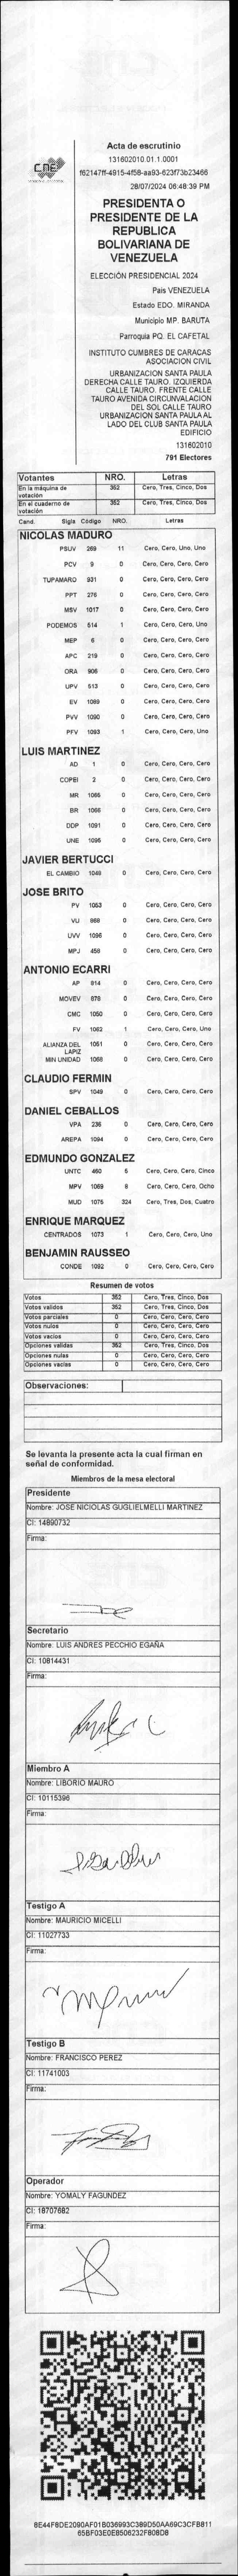 CNE
Acta de escrutinio
131602010.01.1.0001
f62147ff-4915-4f58-aa93-623f73b23466
28/07/2024 06:48:39 PM
PRESIDENTA O
PRESIDENTE DE LA
REPUBLICA
BOLIVARIANA DE
VENEZUELA
ELECCIÓN PRESIDENCIAL 2024
País VENEZUELA
Estado EDO. MIRANDA
Municipio MP. BARUTA
Parroquia PQ. EL CAFETAL
INSTITUTO CUMBRES DE CARACAS
ASOCIACION CIVIL
URBANIZACION SANTA PAULA
DERECHA CALLE TAURO. IZQUIERDA
CALLE TAURO. FRENTE CALLE
TAURO AVENIDA CIRCUNVALACION
DEL SOL CALLE TAURO
URBANIZACION SANTA PAULA AL
LADO DEL CLUB SANTA PAULA
EDIFICIO
131602010
791 Electores
Votantes NRO. Letras
En la máquina de votación 352 Cero, Tres, Cinco, Dos
En el cuaderno de votación 352 Cero, Tres, Cinco, Dos
Cand. Sigla Código NRO. Letras
NICOLAS MADURO
PSUV 289 11 Cero, Cero, Uno, Uno
PCV 9 0 Cero, Cero, Cero, Cero
TUPAMARO 931 0 Cero, Cero, Cero, Cero
PPT 276 0 Cero, Cero, Cero, Cero
MSV 1017 0 Cero, Cero, Cero, Cero
PODEMOS 514 1 Cero, Cero, Cero, Uno
MEP 6 0 Cero, Cero, Cero, Cero
APC 219 0 Cero, Cero, Cero, Cero
ORA 906 0 Cero, Cero, Cero, Cero
UPV 513 0 Cero, Cero, Cero, Cero
EV 1089 0 Cero, Cero, Cero, Cero
PVV 1090 0 Cero, Cero, Cero, Cero
PFV 1093 1 Cero, Cero, Cero, Uno
LUIS MARTINEZ
AD 1 0 Cero, Cero, Cero, Cero
COPEI 2 0 Cero, Cero, Cero, Cero
MR 1065 0 Cero, Cero, Cero, Cero
BR 1066 0 Cero, Cero, Cero, Cero
DDP 1091 0 Cero, Cero, Cero, Cero
UNE 1095 0 Cero, Cero, Cero, Cero
JAVIER BERTUCCI
EL CAMBIO 1048 0 Cero, Cero, Cero, Cero
JOSE BRITO
PV 1053 0 Cero, Cero, Cero, Cero
VU 868 0 Cero, Cero, Cero, Cero
UVV 1096 0 Cero, Cero, Cero, Cero
MPJ 458 0 Cero, Cero, Cero, Cero
ANTONIO ECARRI
AP 814 0 Cero, Cero, Cero, Cero
MOVEV 878 0 Cero, Cero, Cero, Cero
CMC 1050 0 Cero, Cero, Cero, Cero
FV 1062 1 Cero, Cero, Cero, Uno
ALIANZA DEL LAPIZ 1051 0 Cero, Cero, Cero, Cero
MIN UNIDAD 1058 0 Cero, Cero, Cero, Cero
CLAUDIO FERMIN
SPV 1049 0 Cero, Cero, Cero, Cero
DANIEL CEBALLOS
VPA 236 0 Cero, Cero, Cero, Cero
AREPA 1094 0 Cero, Cero, Cero, Cero
EDMUNDO GONZALEZ
UNTC 460 5 Cero, Cero, Cero, Cinco
MPV 1069 8 Cero, Cero, Cero, Ocho
MUD 1075 324 Cero, Tres, Dos, Cuatro
ENRIQUE MARQUEZ
CENTRADOS 1073 1 Cero, Cero, Cero, Uno
BENJAMIN RAUSSEO
CONDE 1092 0 Cero, Cero, Cero, Cero
Resumen de votos
Votos 352 Cero, Tres, Cinco, Dos
Votos validos 352 Cero, Tres, Cinco, Dos
Votos parciales 0 Cero, Cero, Cero, Cero
Votos nulos 0 Cero, Cero, Cero, Cero
Votos vacios 0 Cero, Cero, Cero, Cero
Opciones validas 352 Cero, Tres, Cinco, Dos
Opciones nulas 0 Cero, Cero, Cero, Cero
Opciones vacias 0 Cero, Cero, Cero, Cero
Observaciones:
Se levanta la presente acta la cual firman en
señal de conformidad.
Miembros de la mesa electoral
Presidente
Nombre: JOSE NICIOLAS GUGLIELMELLI MARTINEZ
CI: 14890732
Firma:
Secretario
Nombre: LUIS ANDRES PECCHIO EGAÑA
CI: 10814431
Firma:
Miembro A
Nombre: LIBORIO MAURO
CI: 10115396
Firma:
Testigo A
Nombre: MAURICIO MICELLI
CI: 11027733
Firma:
Testigo B
Nombre: FRANCISCO PEREZ
CI: 11741003
Firma:
Operador
Nombre: YOMALY FAGUNDEZ
CI: 18707682
Firma:
8E44F8DE2090AF01B036993C389D50AA69C3CFB811
65BF03E0E8506232F808D8